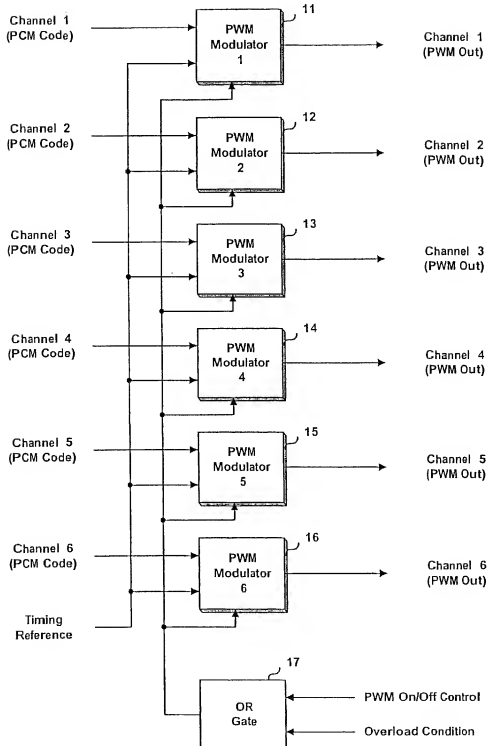 11
Channel 1
(PCM Code)
PWM
Modulator
1
Channel 1
(PWM Out)
12
Channel 2
(PCM Code)
PWM
Modulator
2
Channel 2
(PWM Out)
13
Channel 3
(PCM Code)
PWM
Modulator
3
Channel 3
(PWM Out)
14
Channel 4
(PCM Code)
PWM
Modulator
4
Channel 4
(PWM Out)
15
Channel 5
(PCM Code)
PWM
Modulator
5
Channel 5
(PWM Out)
16
Channel 6
(PCM Code)
PWM
Modulator
6
Channel 6
(PWM Out)
Timing
Reference
17
OR
Gate
PWM On/Off Control
Overload Condition